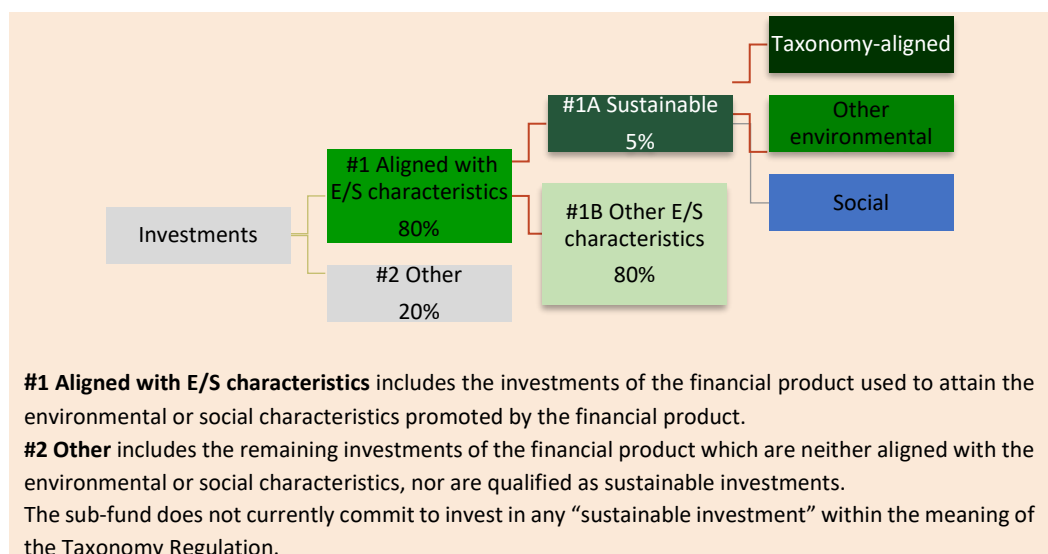 Taxonomy-aligned
#1A Sustainable
5%
Other
environmental
#1 Aligned with
E/S characteristics
80%
#1B Other E/S
characteristics
80%
Social
Investments
#2 Other
20%
#1 Aligned with E/S characteristics includes the investments of the financial product used to attain the
environmental or social characteristics promoted by the financial product.
#2 Other includes the remaining investments of the financial product which are neither aligned with the
environmental or social characteristics, nor are qualified as sustainable investments.
The sub-fund does not currently commit to invest in any “sustainable investment” within the meaning of
the Taxonomy Regulation.